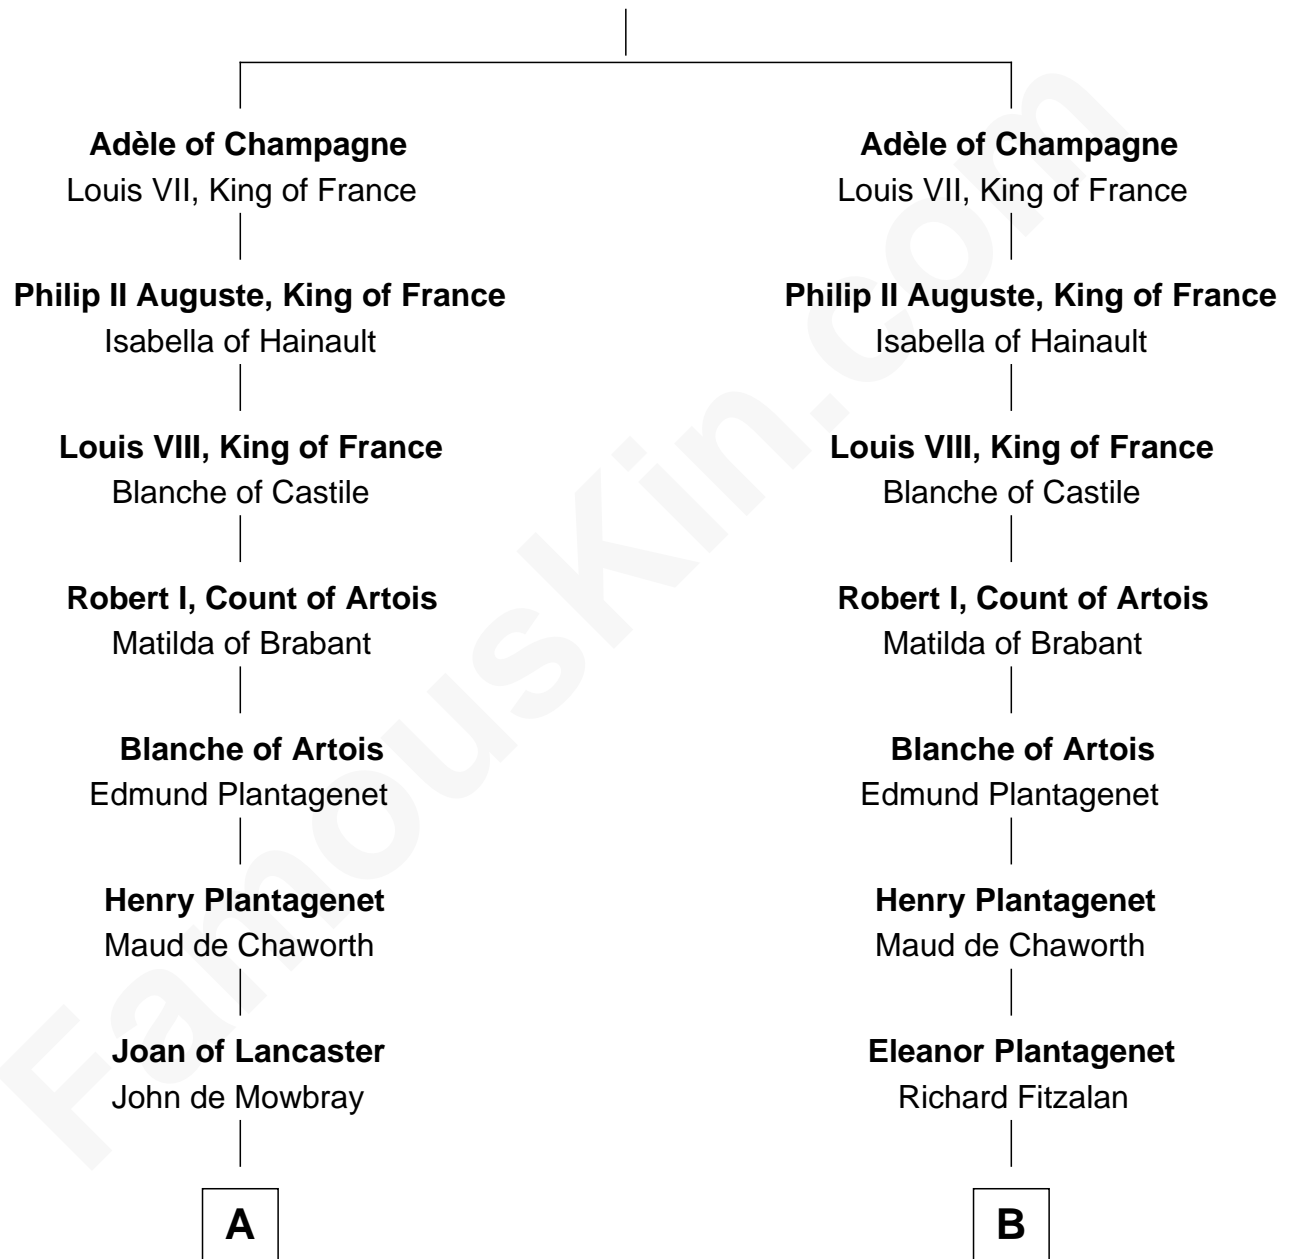 Adèle of Champagne
Louis VII, King of France
Philip II Auguste, King of France
Isabella of Hainault
Louis VIII, King of France
Blanche of Castile
Robert I, Count of Artois
Matilda of Brabant
Blanche of Artois
Edmund Plantagenet
Henry Plantagenet
Maud de Chaworth
Joan of Lancaster
John de Mowbray
A
Adèle of Champagne
Louis VII, King of France
Philip II Auguste, King of France
Isabella of Hainault
Louis VIII, King of France
Blanche of Castile
Robert I, Count of Artois
Matilda of Brabant
Blanche of Artois
Edmund Plantagenet
Henry Plantagenet
Maud de Chaworth
Eleanor Plantagenet
Richard Fitzalan
B
FamousKin.com